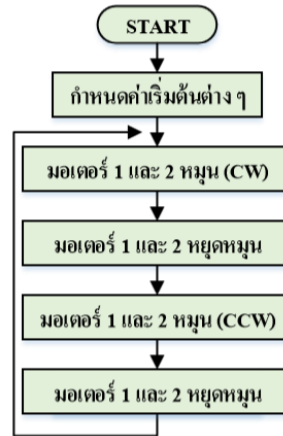 START
กำหนดค่าเริ่มต้นต่าง ๆ
มอเตอร์ 1 และ 2 หมุน (CW)
มอเตอร์ 1 และ 2 หยุดหมุน
มอเตอร์ 1 และ 2 หมุน (CCW)
มอเตอร์ 1 และ 2 หยุดหมุน